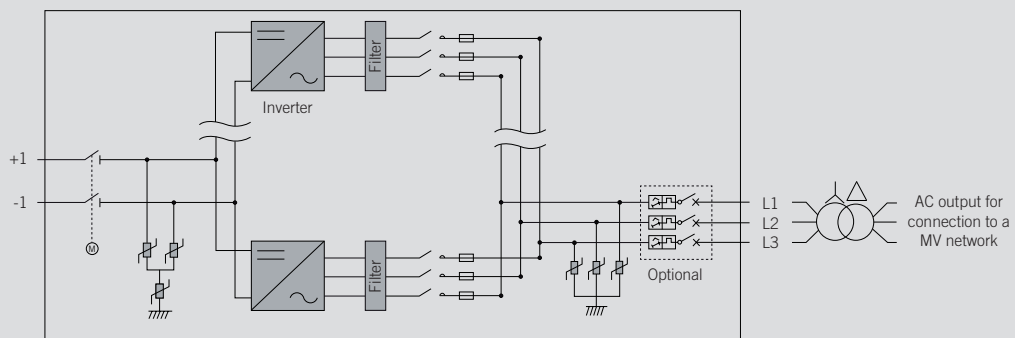 Inverter
Filter
+1
-1
M
Filter
L1
L2
L3
Optional
AC output for
connection to a
MV network